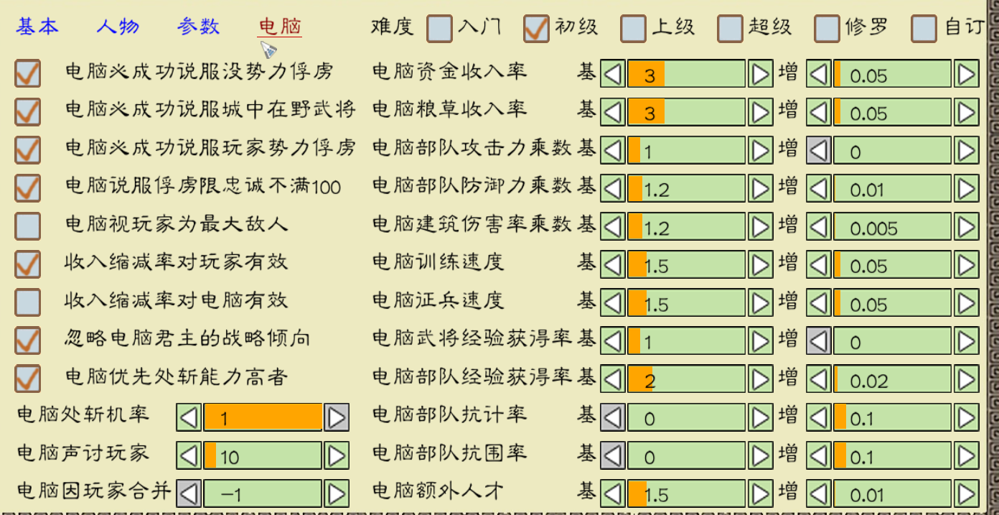 基本 人物 参数 电脑 难度 入门 初级 上级 超级 修罗 自订
电脑必成功说服没势力俘虏 电脑资金收入率 基 3 增 0.05
电脑必成功说服城中在野武将 电脑粮草收入率 基 3 增 0.05
电脑必成功说服玩家势力俘虏 电脑部队攻击力乘数 基 1 增 0
电脑说服俘虏限忠诚不满100 电脑部队防御力乘数 基 1.2 增 0.01
电脑视玩家为最大敌人 电脑建筑伤害率乘数 基 1.2 增 0.005
收入缩减率对玩家有效 电脑训练速度 基 1.5 增 0.05
收入缩减率对电脑有效 电脑征兵速度 基 1.5 增 0.05
忽略电脑君主的战略倾向 电脑武将经验获得率 基 1 增 0
电脑优先处斩能力高者 电脑部队经验获得率 基 2 增 0.02
电脑处斩机率 1 电脑部队抗计率 基 0 增 0.1
电脑声讨玩家 10 电脑部队抗围率 基 0 增 0.1
电脑因玩家合并 -1 电脑额外人才 基 1.5 增 0.01